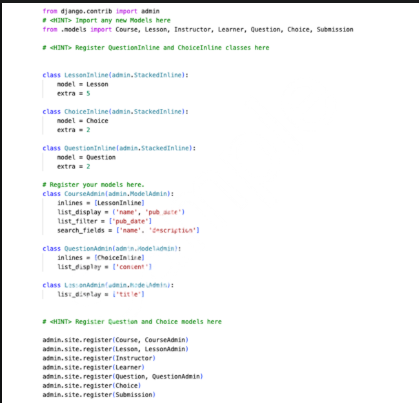 from django.contrib import admin
# <HINT> Import any new Models here
from .models import Course, Lesson, Instructor, Learner, Question, Choice, Submission
# <HINT> Register QuestionInline and ChoiceInline classes here
class LessonInline(admin.StackedInline):
model = Lesson
extra = 5
class ChoiceInline(admin.StackedInline):
model = Choice
extra = 2
class QuestionInline(admin.StackedInline):
model = Question
extra = 2
# Register your models here.
class CourseAdmin(admin.ModelAdmin):
inlines = [LessonInline]
list_display = ('name', 'pub_date')
list_filter = ['pub_date']
search_fields = ['name', 'description']
class QuestionAdmin(admin.ModelAdmin):
inlines = [ChoiceInline]
list_display = ['content']
class LessonAdmin(admin.ModelAdmin):
list_display = ['title']
# <HINT> Register Question and Choice models here
admin.site.register(Course, CourseAdmin)
admin.site.register(Lesson, LessonAdmin)
admin.site.register(Instructor)
admin.site.register(Learner)
admin.site.register(Question, QuestionAdmin)
admin.site.register(Choice)
admin.site.register(Submission)